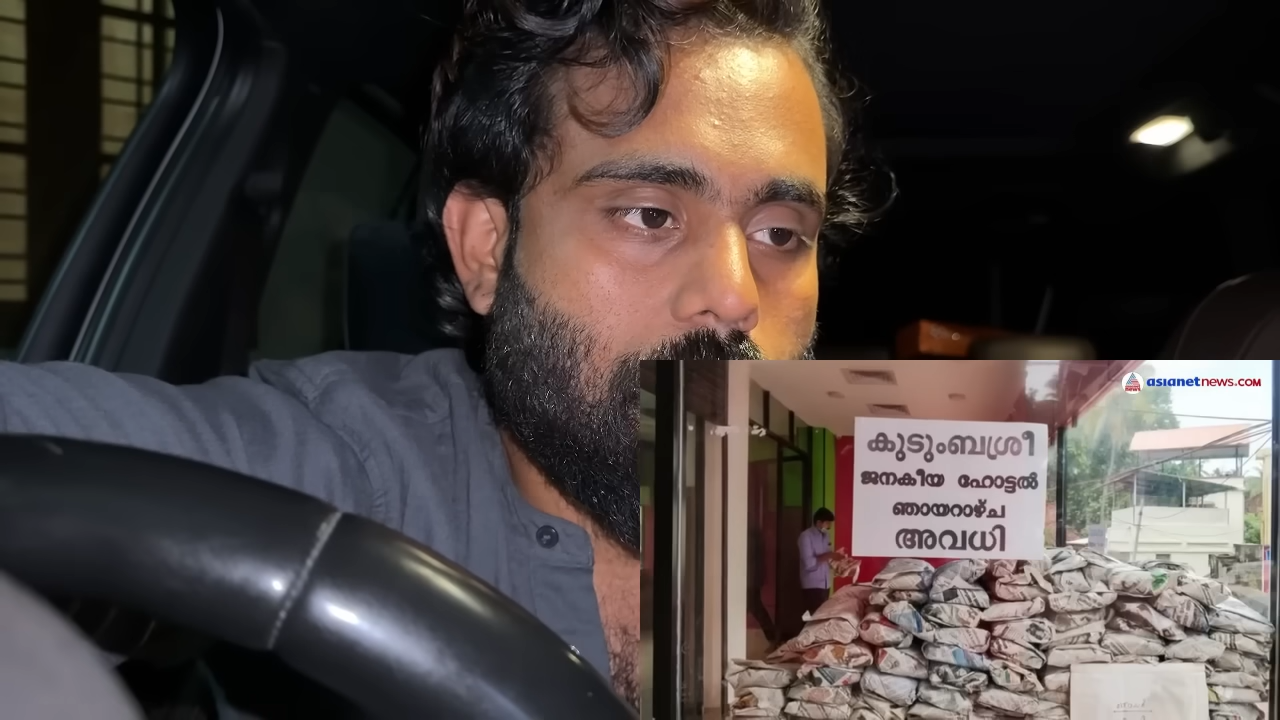 asianetnews.com
കുടുംബശ്രീ
ജനകീയ ഹോട്ടൽ
ഞായറാഴ്ച
അവധി